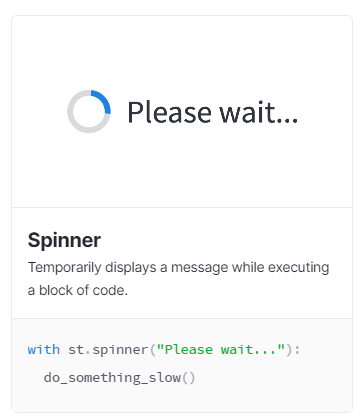 Please wait...
Spinner
Temporarily displays a message while executing
a block of code.
with st.spinner("Please wait..."):
  do_something_slow()